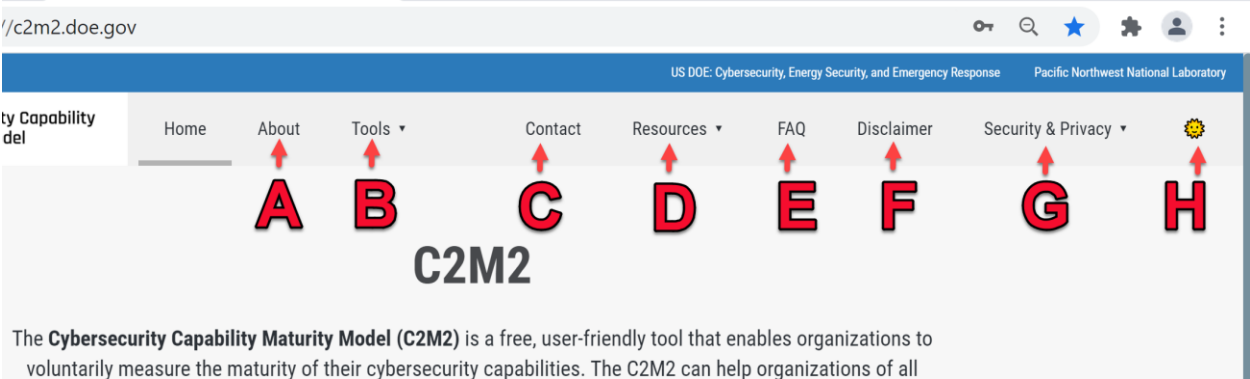 //c2m2.doe.gov
US DOE: Cybersecurity, Energy Security, and Emergency Response Pacific Northwest National Laboratory
ty Capability
del
Home About Tools ▾ Contact Resources ▾ FAQ Disclaimer Security & Privacy ▾
A B C D E F G H
C2M2
The Cybersecurity Capability Maturity Model (C2M2) is a free, user-friendly tool that enables organizations to
voluntarily measure the maturity of their cybersecurity capabilities. The C2M2 can help organizations of all